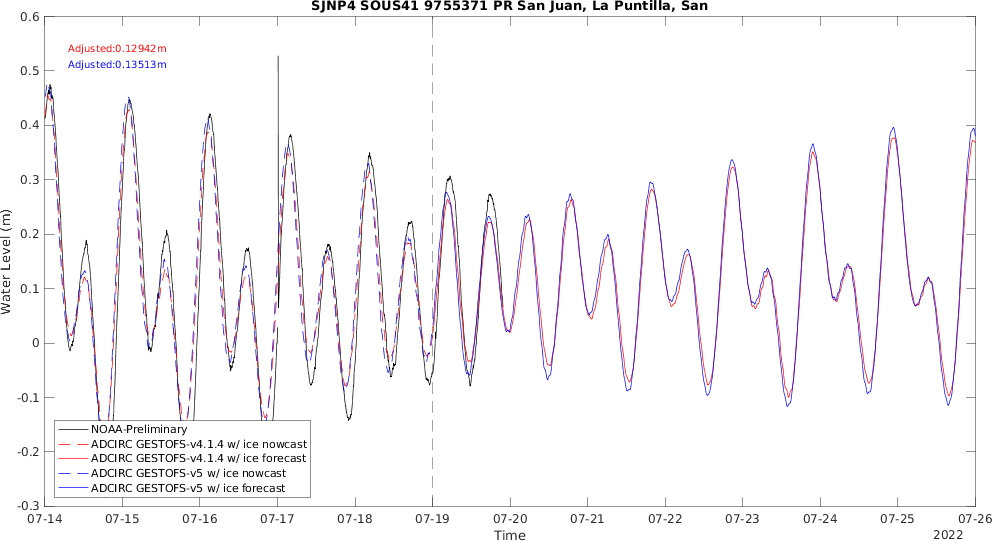 SJNP4 SOUS41 9755371 PR San Juan, La Puntilla, San
Adjusted:0.12942m
Adjusted:0.13513m
Water Level (m)
0.6
0.5
0.4
0.3
0.2
0.1
0
-0.1
-0.2
-0.3
NOAA-Preliminary
ADCIRC GESTOFS-v4.1.4 w/ ice nowcast
ADCIRC GESTOFS-v4.1.4 w/ ice forecast
ADCIRC GESTOFS-v5 w/ ice nowcast
ADCIRC GESTOFS-v5 w/ ice forecast
07-14 07-15 07-16 07-17 07-18 07-19 07-20 07-21 07-22 07-23 07-24 07-25 07-26
Time
2022